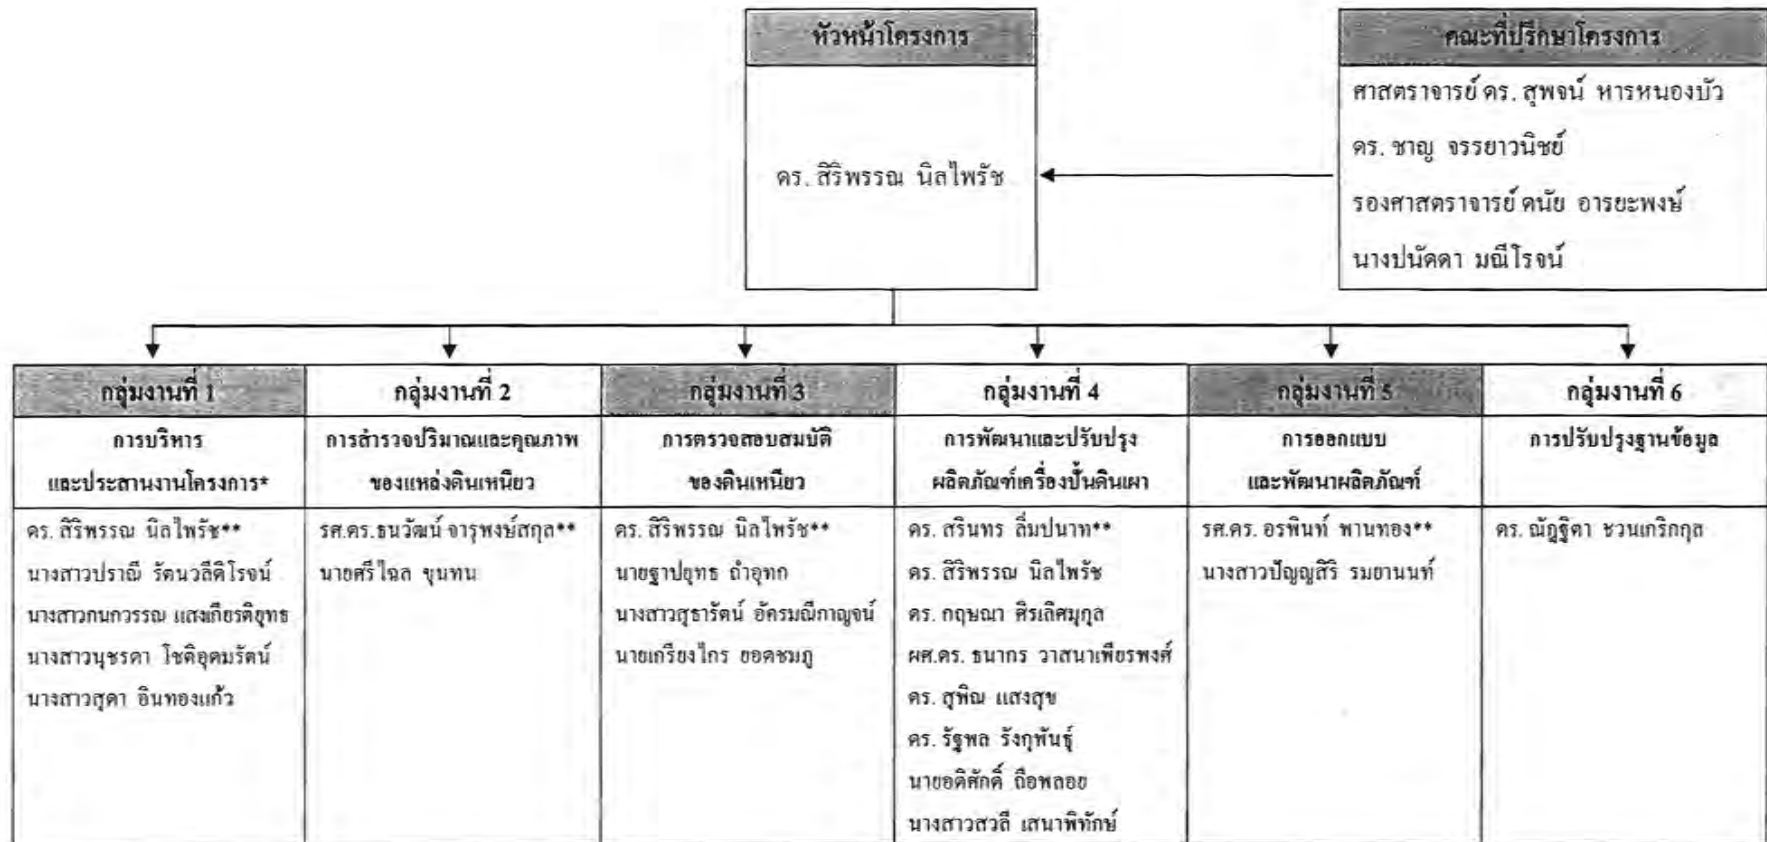 หัวหน้าโครงการ
ดร. สิริพรรณ นิลไพรัช
คณะที่ปรึกษาโครงการ
ศาสตราจารย์ ดร. สุพจน์ หารหนองบัว
ดร. ชาญ จรรยาวนิชย์
รองศาสตราจารย์ ดนัย อารยะพงษ์
นางปนัดดา มณีโรจน์
กลุ่มงานที่ 1
การบริหาร
และประสานงานโครงการ*
ดร. สิริพรรณ นิลไพรัช**
นางสาวปราณี รัตนวลีดิโรจน์
นางสาวกนกวรรณ แสงเกียรติยุทธ
นางสาวนุชรดา โชติอุดมรัตน์
นางสาวสุดา อินทองแก้ว
กลุ่มงานที่ 2
การสำรวจปริมาณและคุณภาพ
ของแหล่งดินเหนียว
รศ.ดร.ธนวัฒน์ จารุพงษ์สกุล**
นายศรีไฉล ขุนทน
กลุ่มงานที่ 3
การตรวจสอบสมบัติ
ของดินเหนียว
ดร. สิริพรรณ นิลไพรัช**
นายฐาปยุทธ ถ้ำอุทก
นางสาวสุธารัตน์ อัครมณีกาญจน์
นายเกรียงไกร ยอดชมภู
กลุ่มงานที่ 4
การพัฒนาและปรับปรุง
ผลิตภัณฑ์เครื่องปั้นดินเผา
ดร. สรินทร ลิ่มปนาท**
ดร. สิริพรรณ นิลไพรัช
ดร. กฤษณา ศิรเลิศมุกุล
ผศ.ดร. ธนากร วาสนาเพียรพงศ์
ดร. สุพิณ แสงสุข
ดร. รัฐพล รังกุพันธุ์
นายอดิศักดิ์ ถือพลอย
นางสาวสวลี เสนาพิทักษ์
กลุ่มงานที่ 5
การออกแบบ
และพัฒนาผลิตภัณฑ์
รศ.ดร. อรพินท์ พานทอง**
นางสาวปัญญสิริ รมยานนท์
กลุ่มงานที่ 6
การปรับปรุงฐานข้อมูล
ดร. ณัฏฐิตา ชวนเกริกกุล